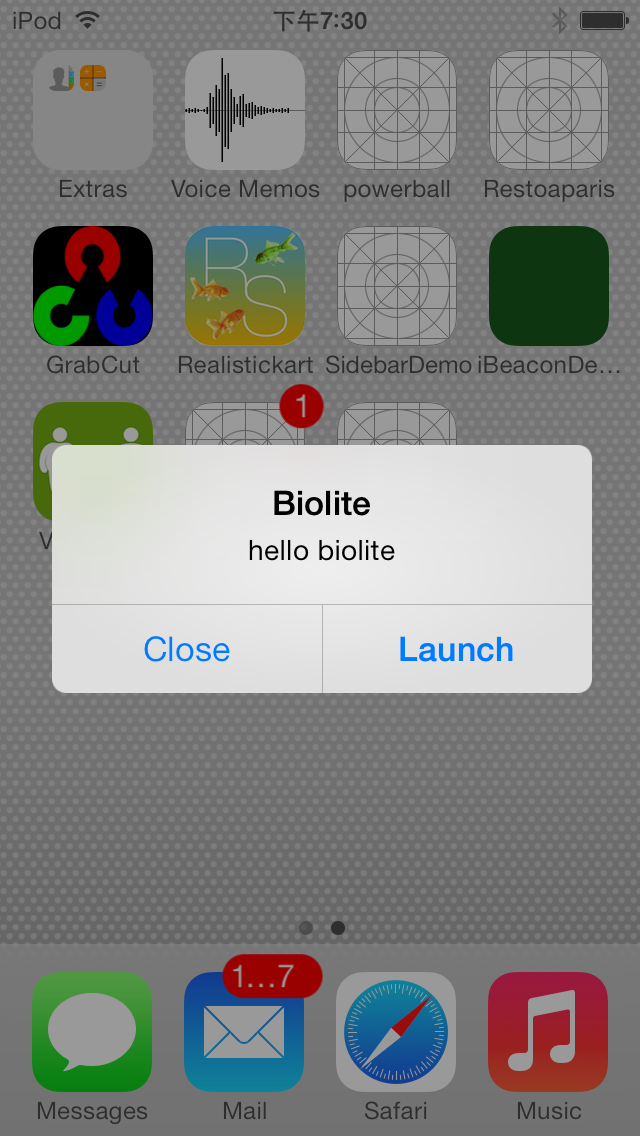 iPod 下午7:30
Extras Voice Memos powerball Restoaparis
RS
GrabCut Realistickart SidebarDemo iBeaconDe...
1
V
Biolite
hello biolite
Close Launch
1...7
Messages Mail Safari Music